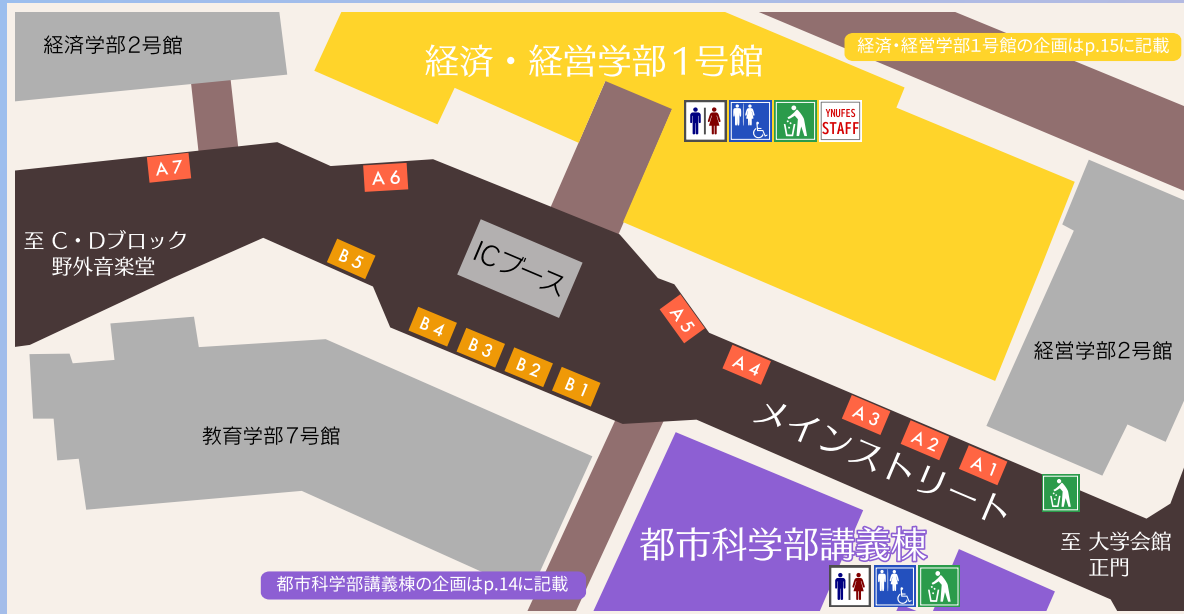 経済学部2号館
経済・経営学部1号館
経済・経営学部1号館の企画はp.15に記載
YNUFES
STAFF
A7
A6
至 C・Dブロック
野外音楽堂
B5
ICブース
A5
B4
B3
B2
B1
A4
A3
A2
A1
経営学部2号館
メインストリート
教育学部7号館
都市科学部講義棟
至 大学会館
正門
都市科学部講義棟の企画はp.14に記載